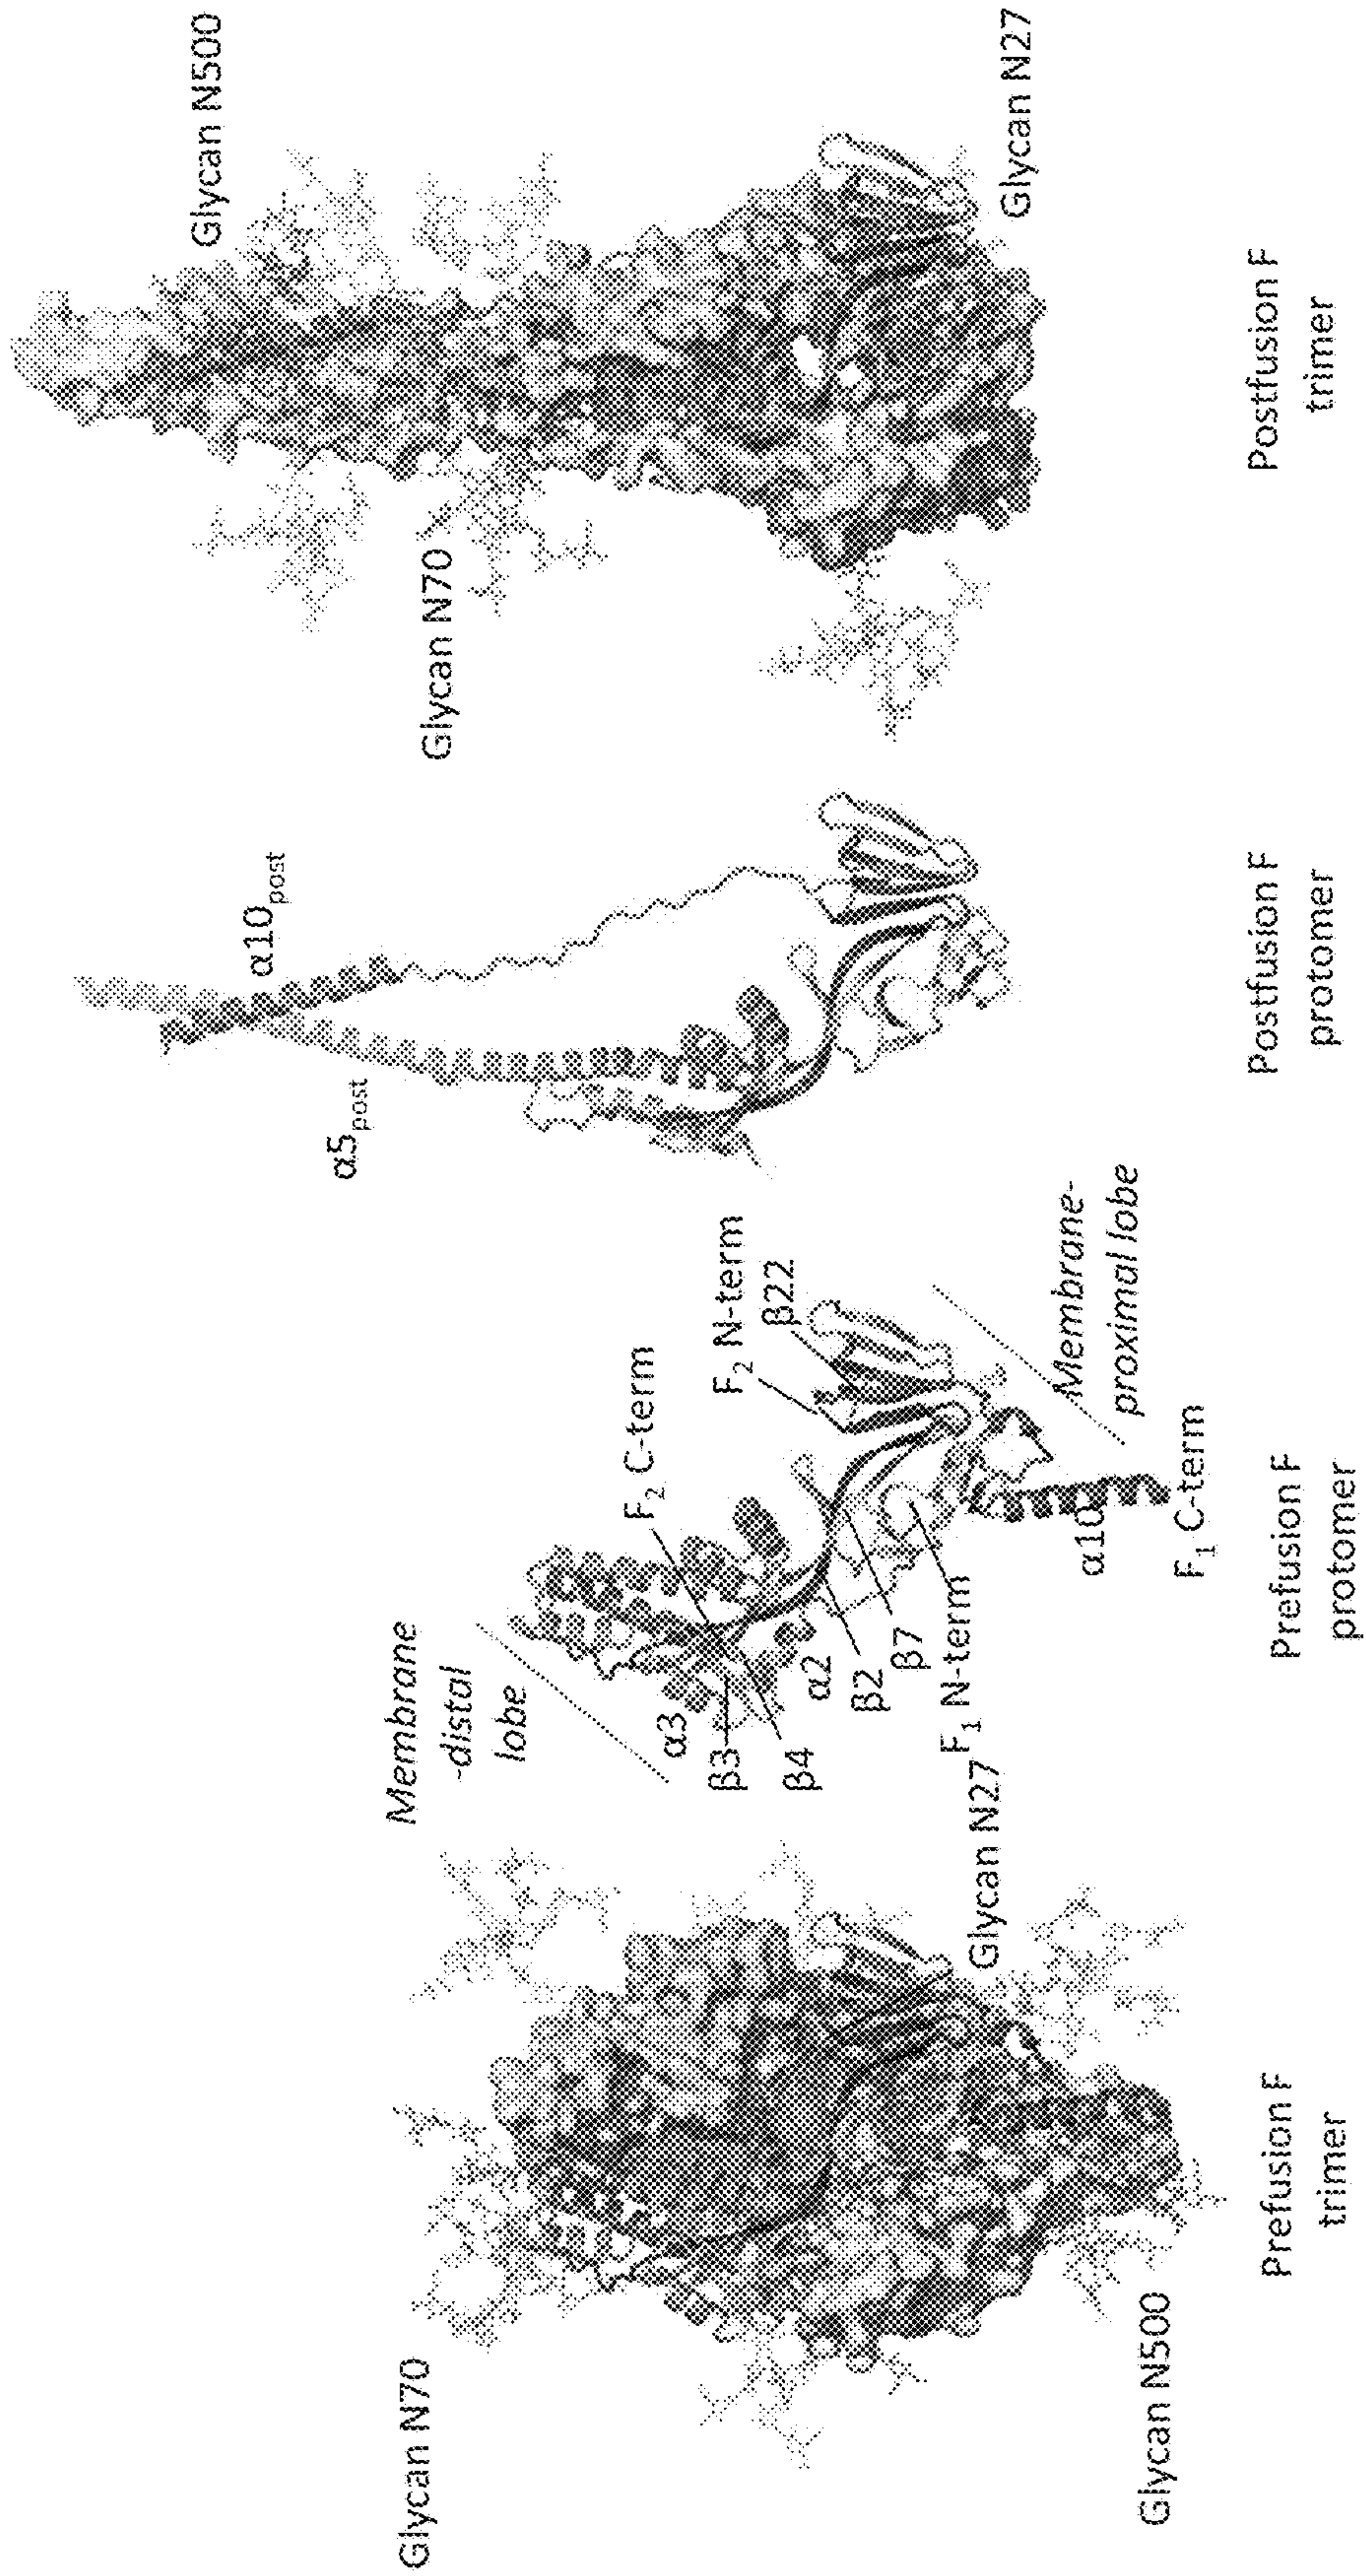 Glycan N70
Glycan N500
Prefusion F
trimer
Glycan N27
Membrane
-distal
lobe
α3
β3
β4
α2
β2
β7
F₁ N-term
F₂ C-term
F₂ N-term
β22
Membrane-
proximal lobe
α10
F₁ C-term
Prefusion F
protomer
α5post
α10post
Postfusion F
protomer
Glycan N70
Glycan N500
Glycan N27
Postfusion F
trimer